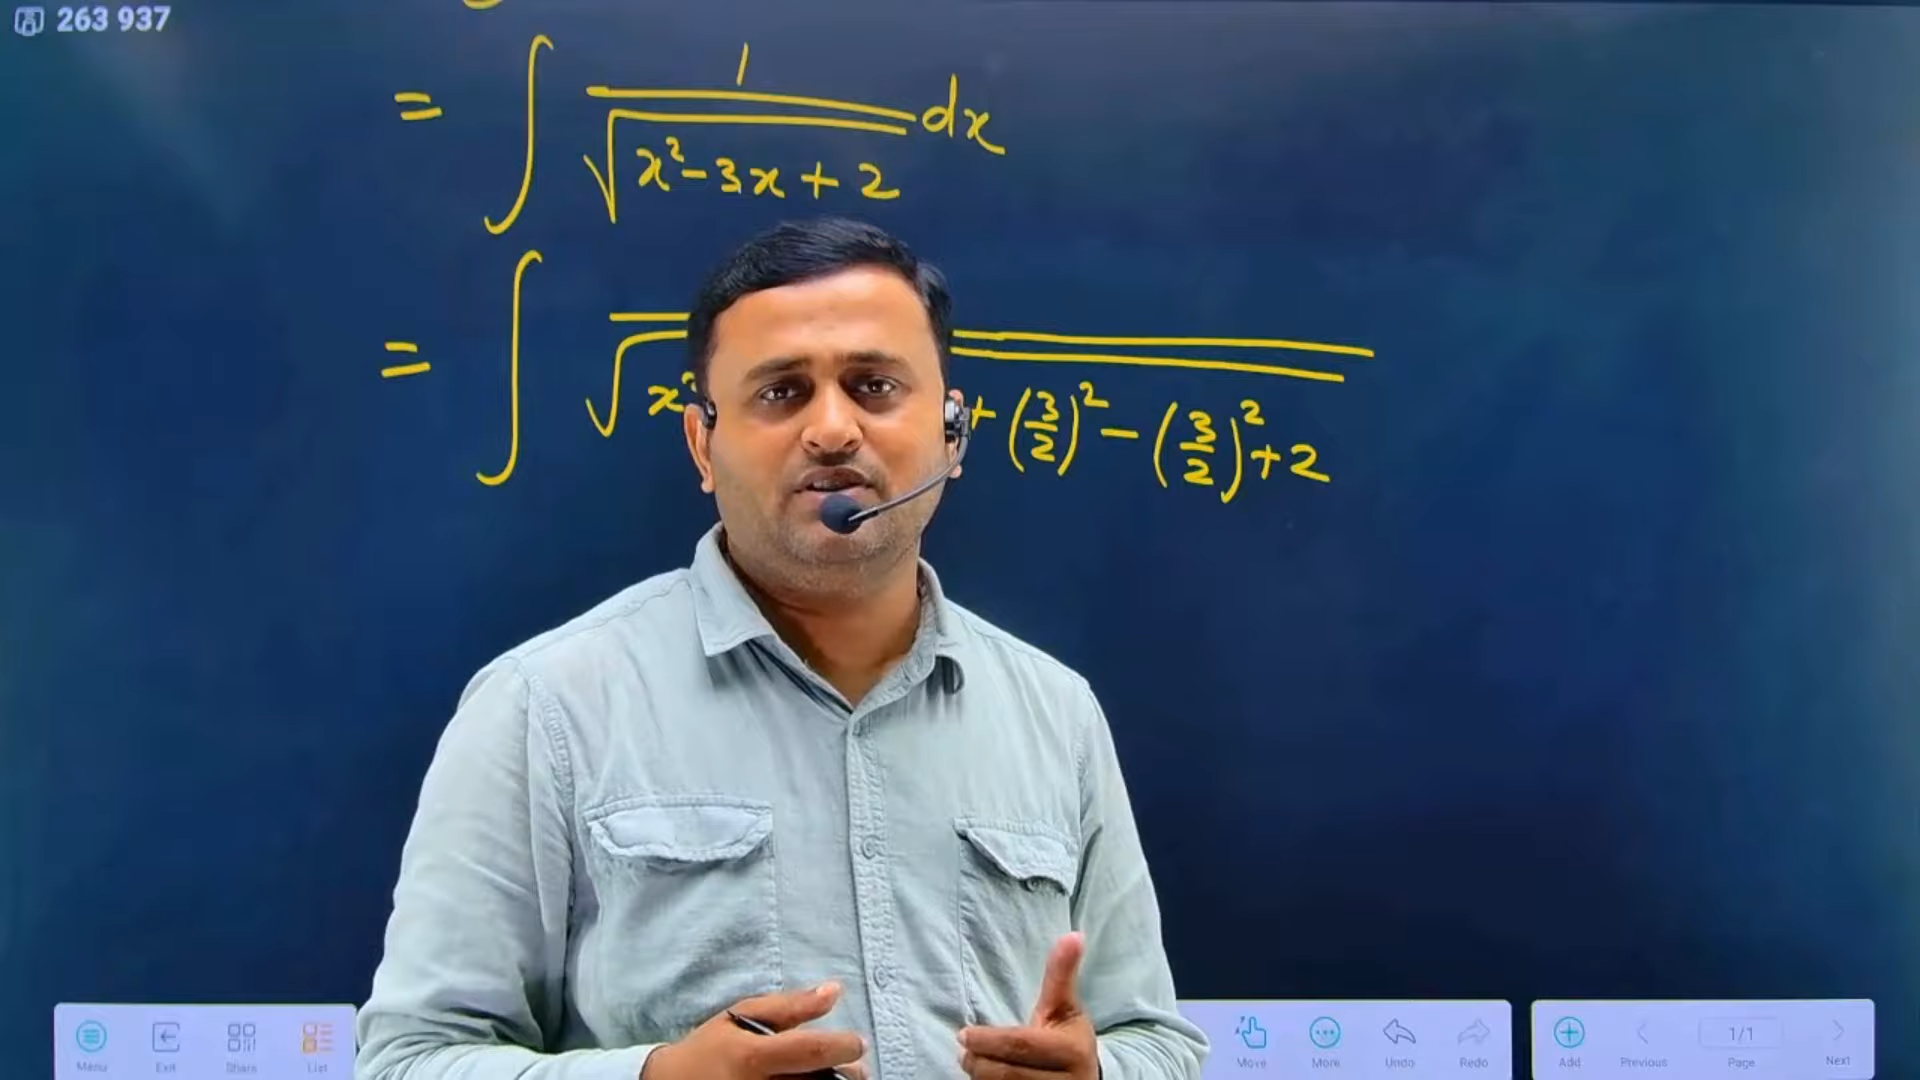 263 937
= ∫ 1/√(x²-3x+2) dx
= ∫ √(x² + (3/2)² - (3/2)² + 2
Menu Exit Share List Move More Undo Redo Add Previous 1/1 Page Next